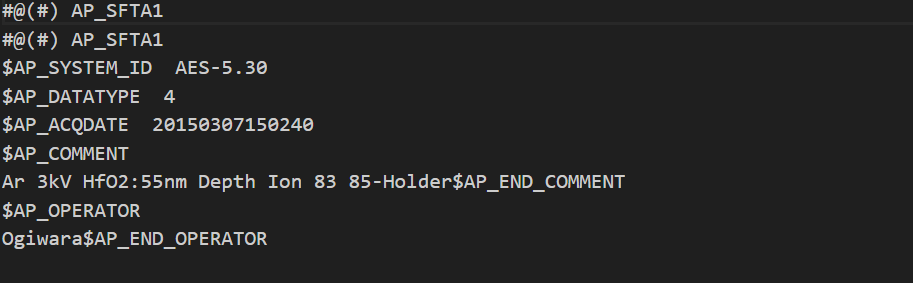 #@(#) AP_SFTA1
#@(#) AP_SFTA1
$AP_SYSTEM_ID  AES-5.30
$AP_DATATYPE  4
$AP_ACQDATE  20150307150240
$AP_COMMENT
Ar 3kV HfO2:55nm Depth Ion 83 85-Holder$AP_END_COMMENT
$AP_OPERATOR
Ogiwara$AP_END_OPERATOR